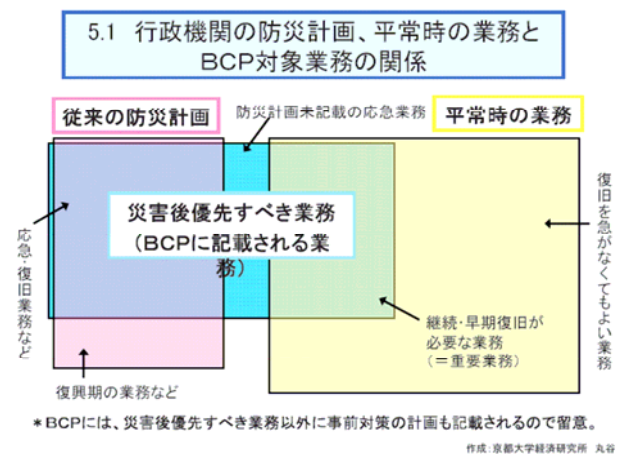 5.1 行政機関の防災計画、平常時の業務と
BCP対象業務の関係
従来の防災計画
防災計画未記載の応急業務
平常時の業務
災害後優先すべき業務
（BCPに記載される業
務）
応急・復旧業務など
復旧を急がなくてもよい業務
継続・早期復旧が
必要な業務
（＝重要業務）
復興期の業務など
＊BCPには、災害後優先すべき業務以外に事前対策の計画も記載されるので留意。
作成：京都大学経済研究所 丸谷